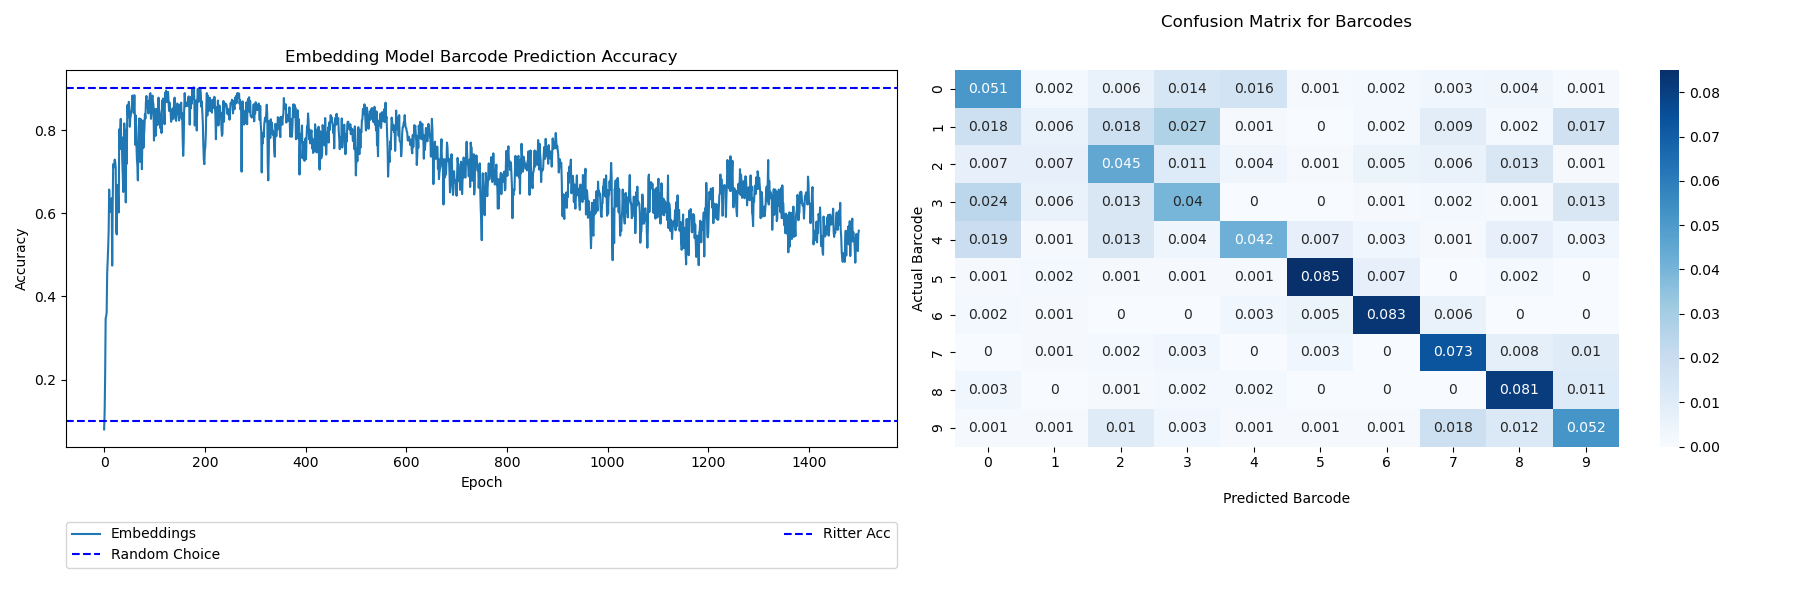 Embedding Model Barcode Prediction Accuracy
Accuracy
0.8
0.6
0.4
0.2
0 200 400 600 800 1000 1200 1400
Epoch
Embeddings
Random Choice
Ritter Acc
Confusion Matrix for Barcodes
Actual Barcode
0 0.051 0.002 0.006 0.014 0.016 0.001 0.002 0.003 0.004 0.001
1 0.018 0.006 0.018 0.027 0.001 0 0.002 0.009 0.002 0.017
2 0.007 0.007 0.045 0.011 0.004 0.001 0.005 0.006 0.013 0.001
3 0.024 0.006 0.013 0.04 0 0 0.001 0.002 0.001 0.013
4 0.019 0.001 0.013 0.004 0.042 0.007 0.003 0.001 0.007 0.003
5 0.001 0.002 0.001 0.001 0.001 0.085 0.007 0 0.002 0
6 0.002 0.001 0 0 0.003 0.005 0.083 0.006 0 0
7 0 0.001 0.002 0.003 0 0.003 0 0.073 0.008 0.01
8 0.003 0 0.001 0.002 0.002 0 0 0 0.081 0.011
9 0.001 0.001 0.01 0.003 0.001 0.001 0.001 0.018 0.012 0.052
0 1 2 3 4 5 6 7 8 9
Predicted Barcode
0.08
0.07
0.06
0.05
0.04
0.03
0.02
0.01
0.00